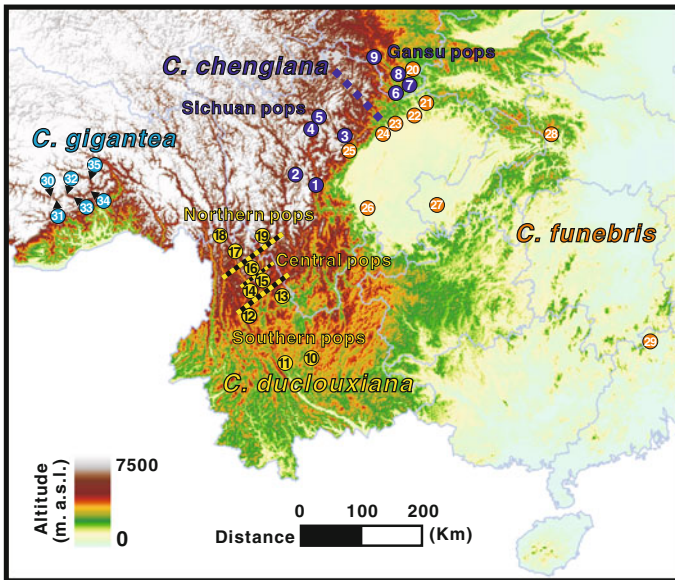 9
Gansu pops
C. chengiana
8
20
6
7
Sichuan pops
5
21
4
22
3
23
24
28
C. gigantea
25
35
30
32
2
1
31
33
34
26
27
Northern pops
18
19
C. funebris
17
16
Central pops
15
14
13
12
29
Southern pops
11
10
C. duclouxiana
7500
Altitude
(m. a.s.l.)
0
0 100 200
Distance
(Km)